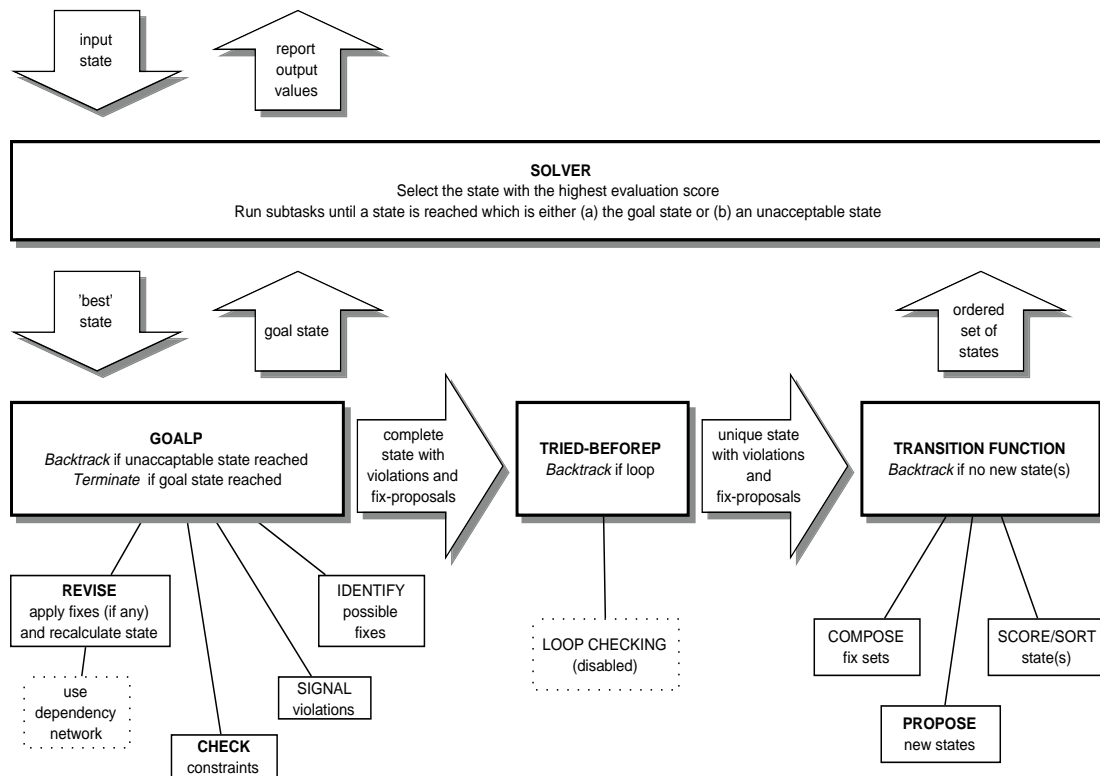 input
state
report
output
values
SOLVER
Select the state with the highest evaluation score
Run subtasks until a state is reached which is either (a) the goal state or (b) an unacceptable state
'best'
state
goal state
ordered
set of
states
GOALP
Backtrack if unaccaptable state reached
Terminate if goal state reached
complete
state with
violations and
fix-proposals
TRIED-BEFOREP
Backtrack if loop
unique state
with violations
and
fix-proposals
TRANSITION FUNCTION
Backtrack if no new state(s)
REVISE
apply fixes (if any)
and recalculate state
IDENTIFY
possible
fixes
LOOP CHECKING
(disabled)
COMPOSE
fix sets
SCORE/SORT
state(s)
use
dependency
network
SIGNAL
violations
PROPOSE
new states
CHECK
constraints